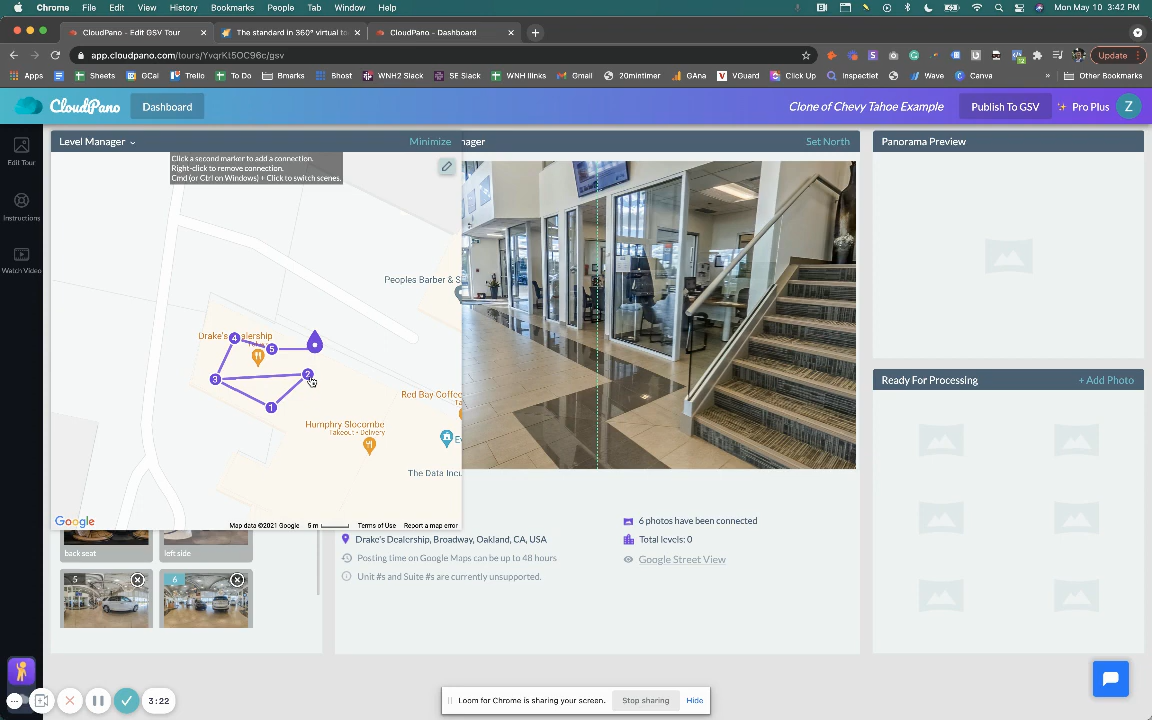 Chrome File Edit View History Bookmarks People Tab Window Help Mon May 10 3:42 PM
CloudPano - Edit GSV Tour The standard in 360° virtual to CloudPano - Dashboard
app.cloudpano.com/tours/YvqrKt5OC96c/gsv Update
Apps Sheets GCal Trello To Do Bmarks Bhost WNH2 Slack SE Slack WNH llinks Gmail 20mintimer GAna VGuard Click Up Inspectlet Wave Canva » Other Bookmarks
CloudPano Dashboard Clone of Chevy Tahoe Example Publish To GSV Pro Plus Z
Edit Tour
Instructions
Watch Video
Level Manager Minimize nager Set North Panorama Preview
Click a second marker to add a connection.
Right-click to remove connection.
Cmd (or Ctrl on Windows) + Click to switch scenes.
Peoples Barber & S
Drake's Dealership
4
5
3
2
1
Red Bay Coffee
Humphry Slocombe
Takeout • Delivery
The Data Incu
Google Map data ©2021 Google 5 m Terms of Use Report a map error
Ready For Processing + Add Photo
back seat left side
5 6
6 photos have been connected
Drake's Dealership, Broadway, Oakland, CA, USA Total levels: 0
Posting time on Google Maps can be up to 48 hours Google Street View
Unit #s and Suite #s are currently unsupported.
3:22
Loom for Chrome is sharing your screen. Stop sharing Hide